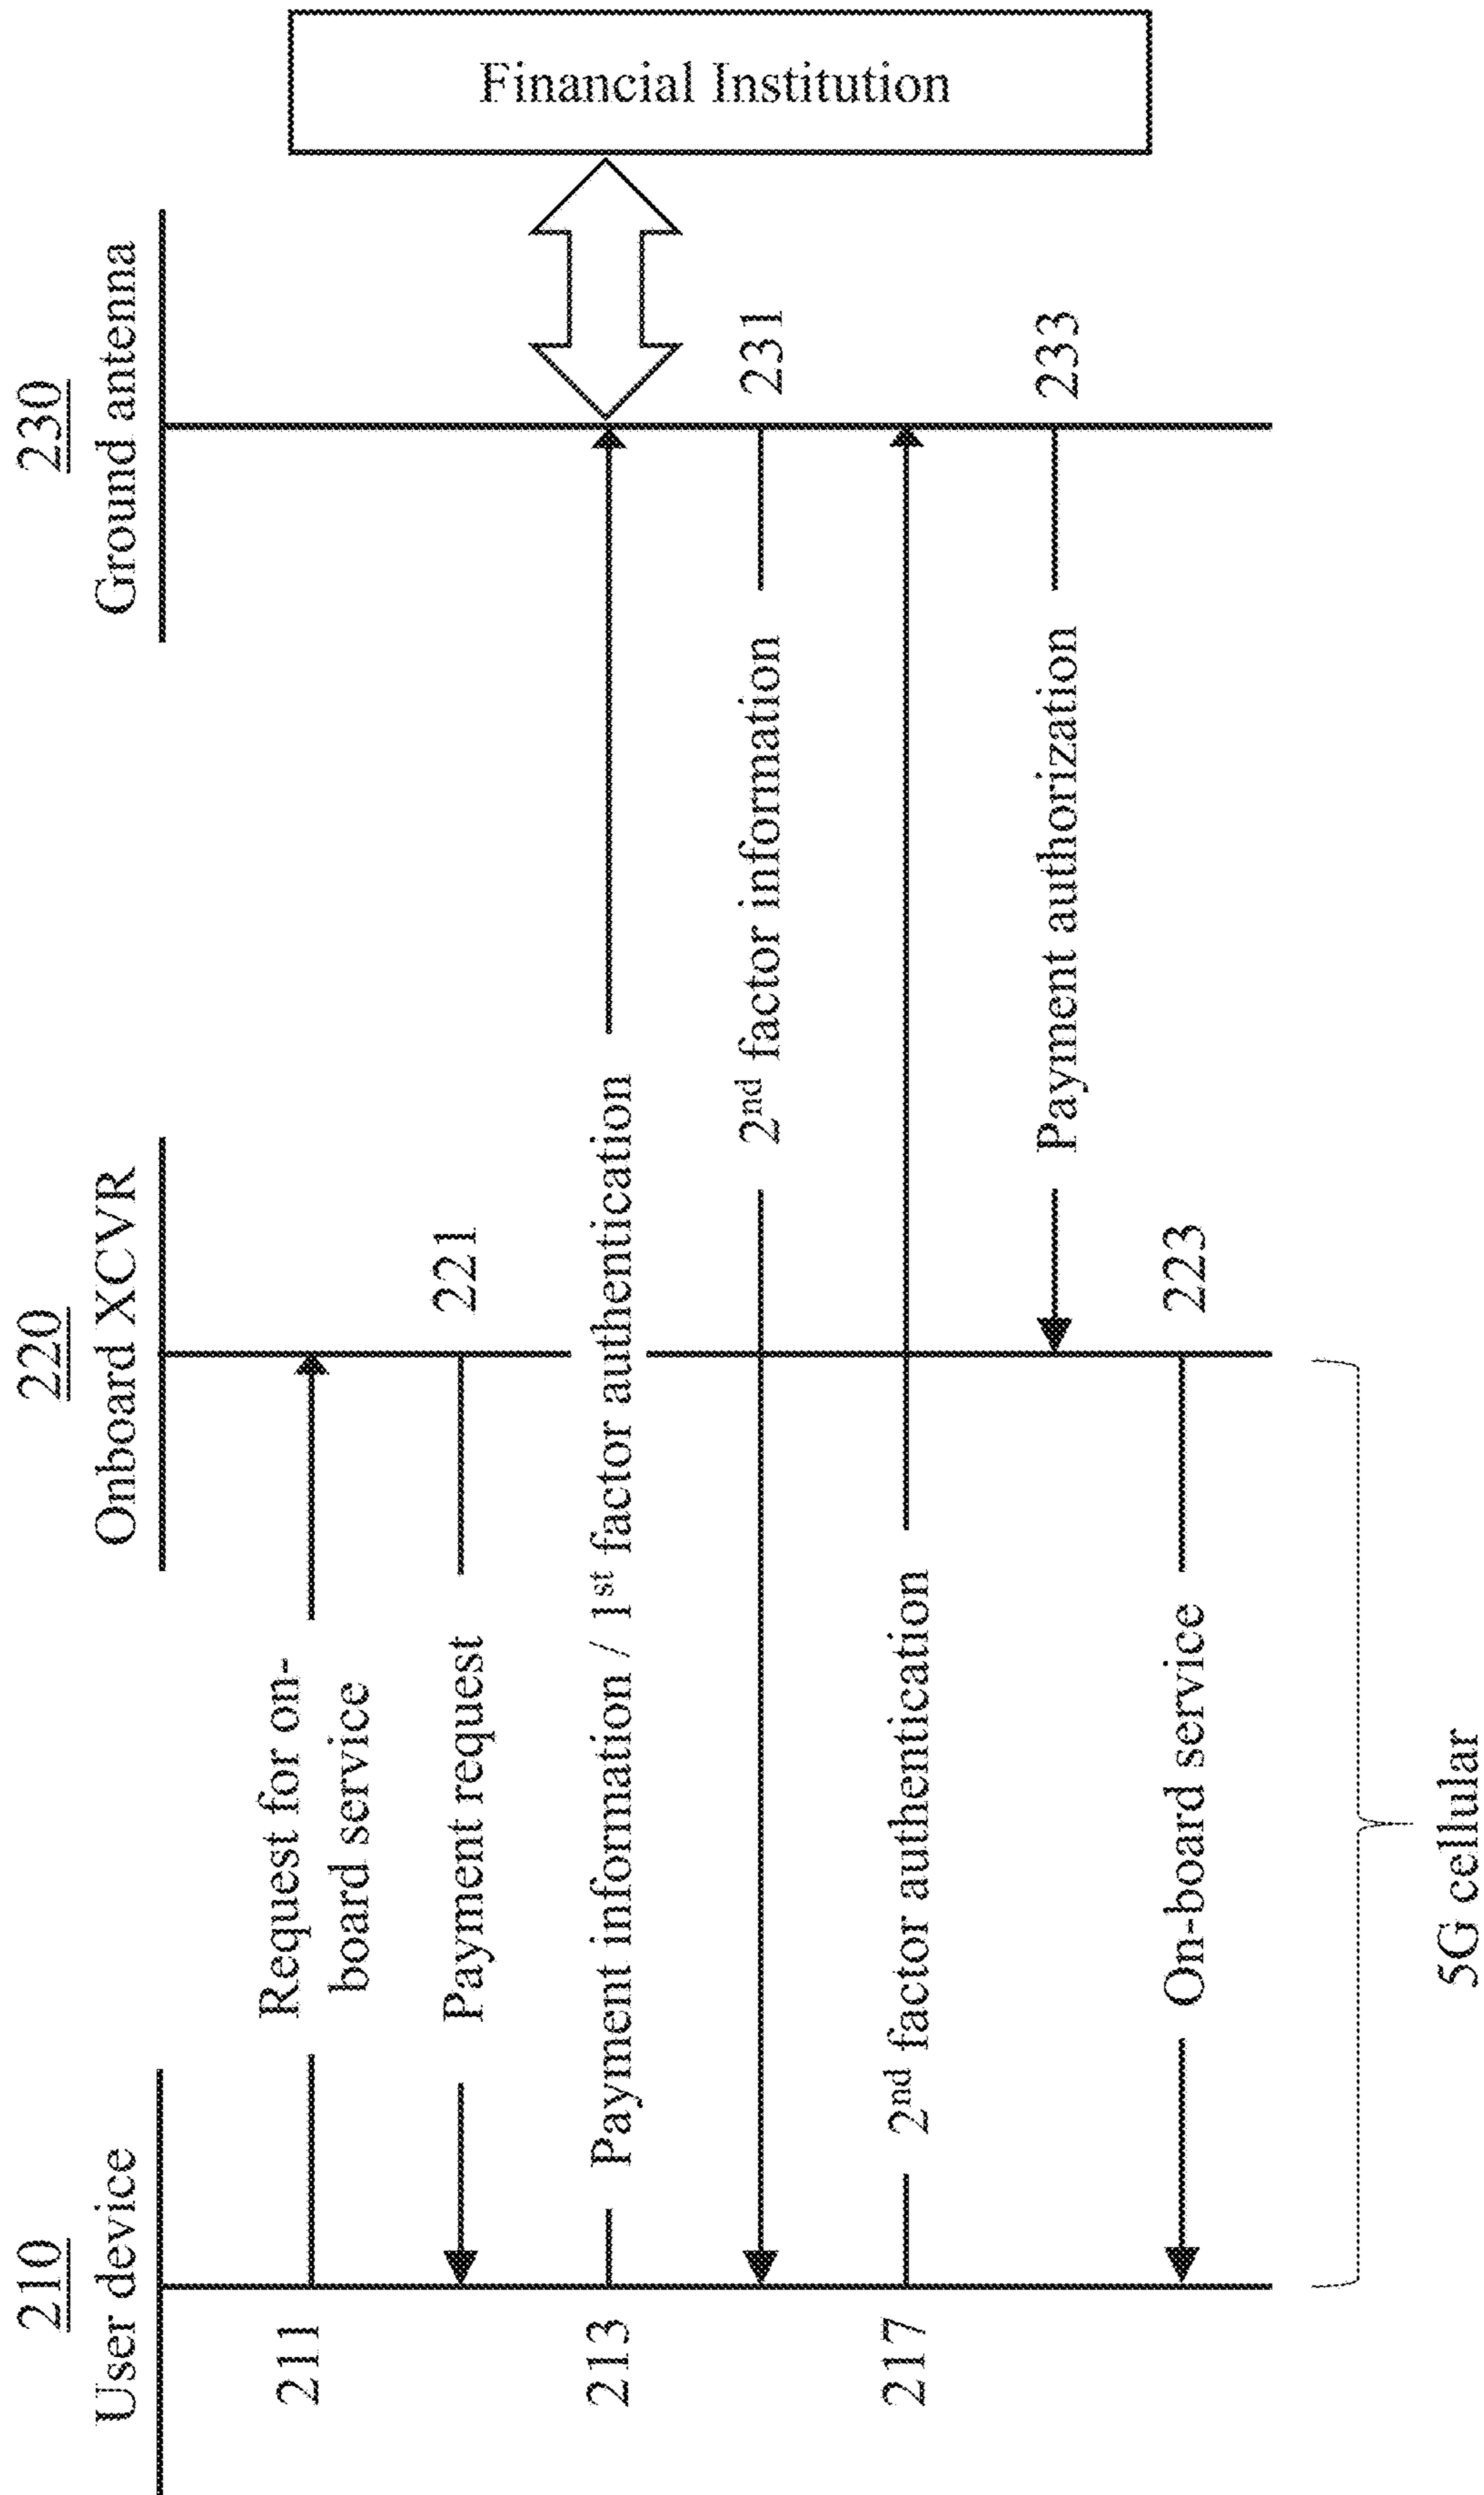 210
User device
220
Onboard XCVR
230
Ground antenna
Financial Institution
211
Request for on-
board service
Payment request
221
213
Payment information / 1st factor authentication
2nd factor information
231
217
2nd factor authentication
Payment authorization
233
On-board service
223
5G cellular